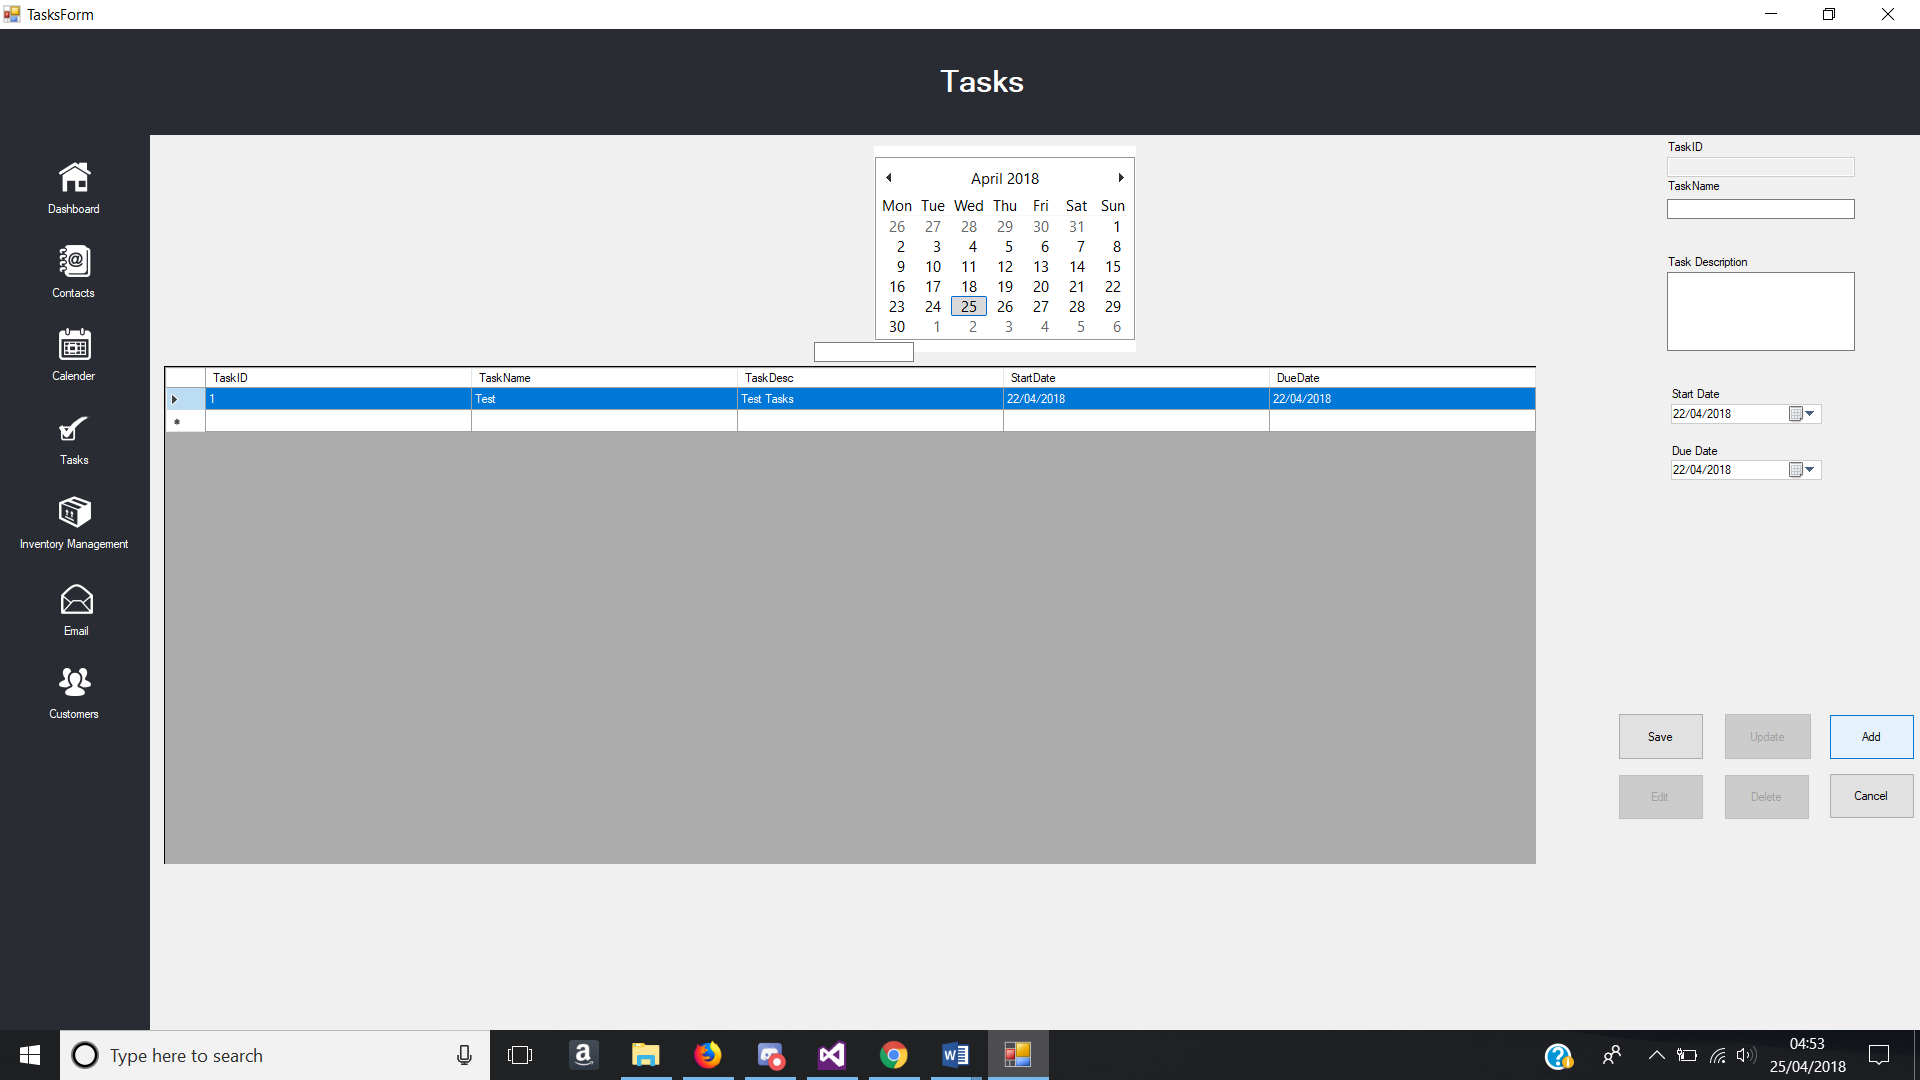 TasksForm
Tasks
Dashboard
Contacts
Calender
Tasks
Inventory Management
Email
Customers
April 2018
Mon Tue Wed Thu Fri Sat Sun
26 27 28 29 30 31 1
2 3 4 5 6 7 8
9 10 11 12 13 14 15
16 17 18 19 20 21 22
23 24 25 26 27 28 29
30 1 2 3 4 5 6
TaskID TaskName TaskDesc StartDate DueDate
1 Test Test Tasks 22/04/2018 22/04/2018
TaskID
TaskName
Task Description
Start Date
22/04/2018
Due Date
22/04/2018
Save Update Add
Edit Delete Cancel
Type here to search
04:53
25/04/2018